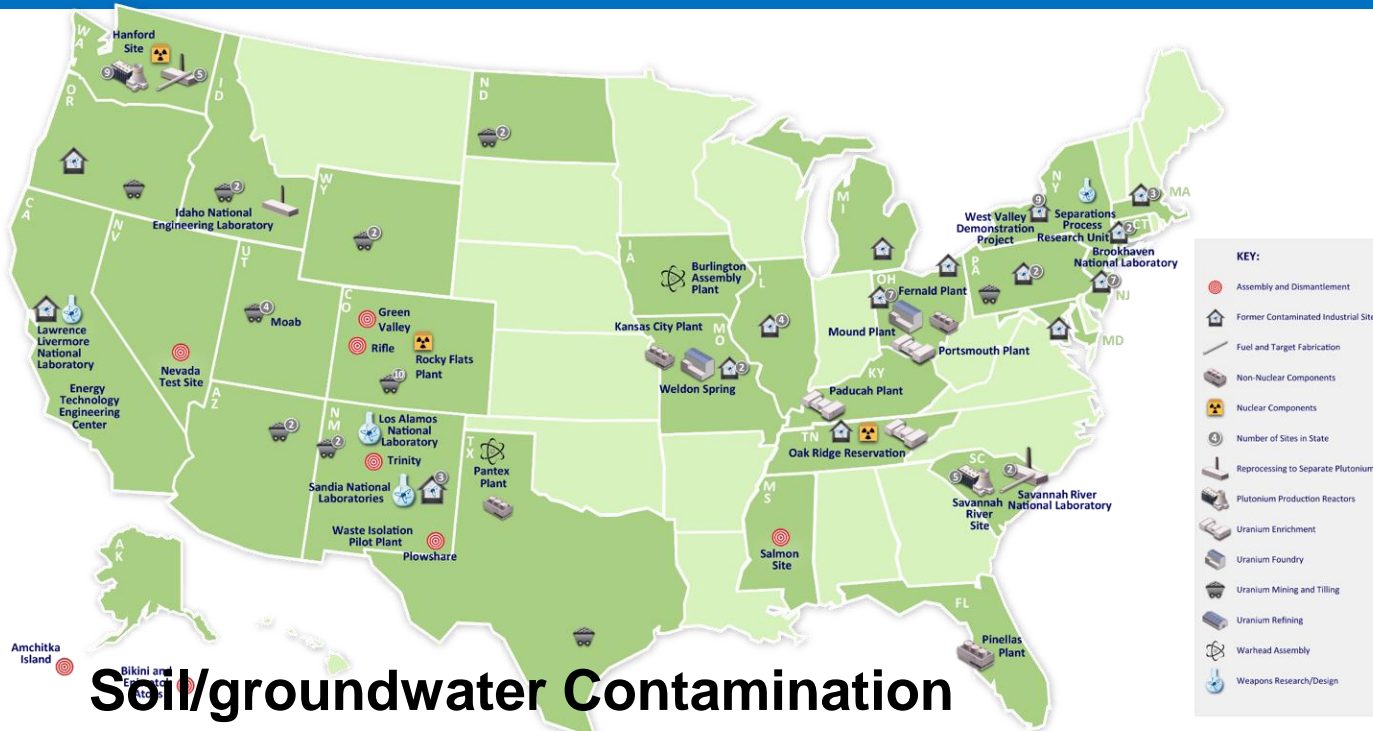 WA
Hanford
Site
9
5
ID
OR
ND
2
WY
2
Idaho National
Engineering Laboratory
2
CA
NV
UT
4
Moab
Lawrence
Livermore
National
Laboratory
Energy
Technology
Engineering
Center
Nevada
Test Site
CO
Green
Valley
Rifle
Rocky Flats
Plant
10
AZ
2
NM
2
Los Alamos
National
Laboratory
Trinity
Sandia National
Laboratories
3
Waste Isolation
Pilot Plant
Plowshare
TX
Pantex
Plant
IA
Burlington
Assembly
Plant
Kansas City Plant
MO
2
Weldon Spring
IL
4
MI
OH
7
Fernald Plant
Mound Plant
Portsmouth Plant
KY
Paducah Plant
TN
Oak Ridge Reservation
MS
Salmon
Site
SC
5
2
Savannah
River
Site
Savannah River
National Laboratory
FL
Pinellas
Plant
NY
9
West Valley
Demonstration
Project
Separations
Process
Research Unit
3
MA
CT
2
Brookhaven
National Laboratory
PA
2
7
NJ
MD
AK
Amchitka
Island
Bikini and
Atolls
Soil/groundwater Contamination
KEY:
Assembly and Dismantlement
Former Contaminated Industrial Site
Fuel and Target Fabrication
Non-Nuclear Components
Nuclear Components
4
Number of Sites in State
Reprocessing to Separate Plutonium
Plutonium Production Reactors
Uranium Enrichment
Uranium Foundry
Uranium Mining and Tilling
Uranium Refining
Warhead Assembly
Weapons Research/Design